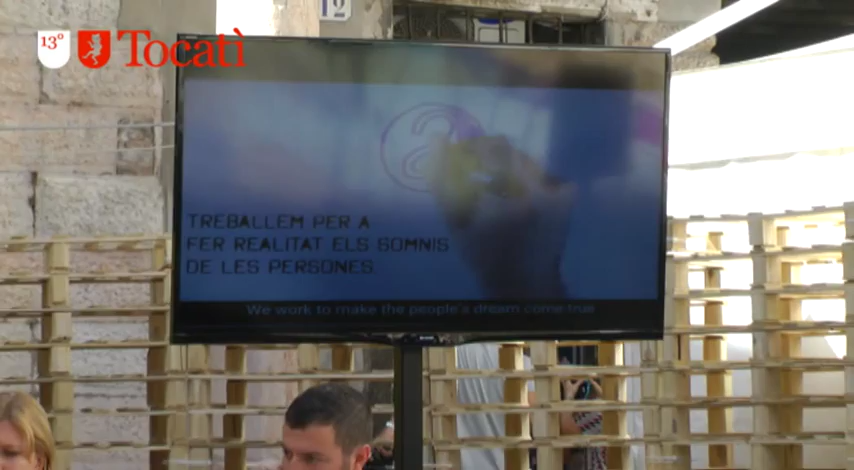 12
13º Tocatì
a
TREBALLEM PER A
FER REALITAT ELS SOMNIS
DE LES PERSONES
We work to make the people's dream come true